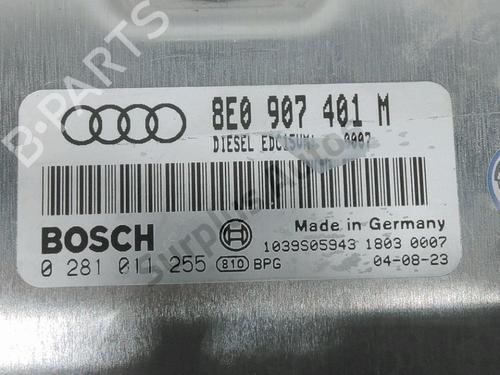 8E0 907 401 M
DIESEL 0007
BOSCH
Made in Germany
1039S05943 1803 0007
0 281 011 255 810 BPG
04-08-23
B-PARTS